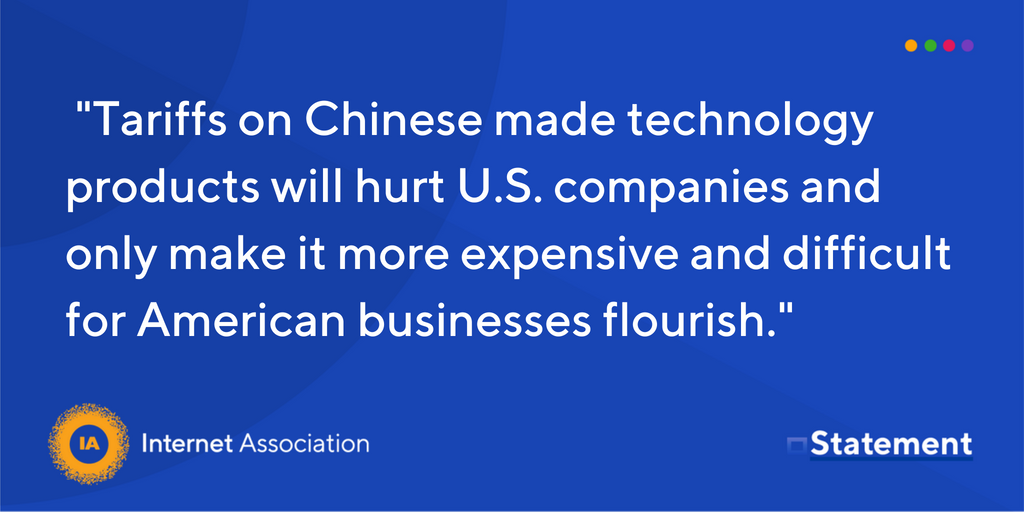 "Tariffs on Chinese made technology
products will hurt U.S. companies and
only make it more expensive and difficult
for American businesses flourish."
IA
Internet Association
Statement